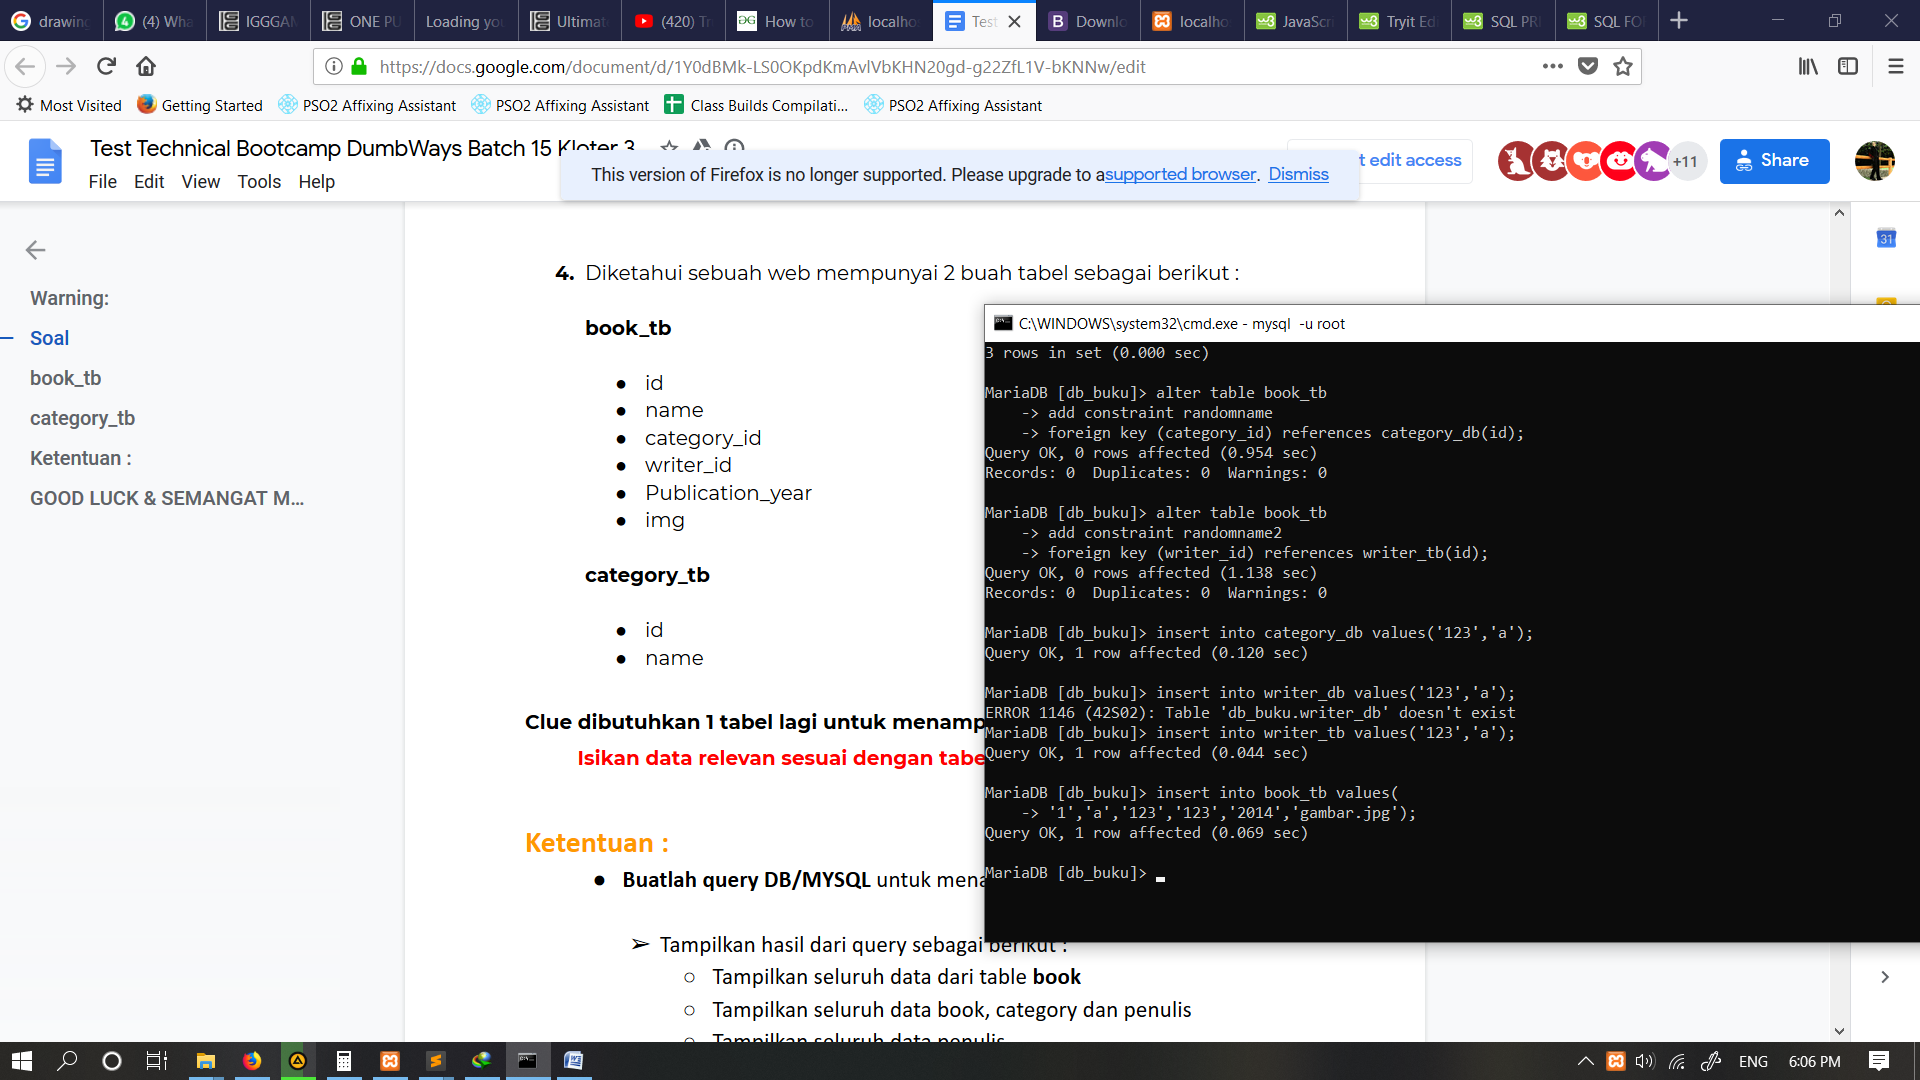 drawing
(4) Wha
IGGGAM
ONE PU
Loading you
Ultimat
(420) Tr
How to
localho
Test
Downlo
localho
JavaScri
Tryit Ed
SQL PRI
SQL FO
https://docs.google.com/document/d/1Y0dBMk-LS0OKpdKmAvlVbKHN20gd-g22ZfL1V-bKNNw/edit
Most Visited
Getting Started
PSO2 Affixing Assistant
PSO2 Affixing Assistant
Class Builds Compilati...
PSO2 Affixing Assistant
Test Technical Bootcamp DumbWays Batch 15 Kloter 3
File Edit View Tools Help
This version of Firefox is no longer supported. Please upgrade to a supported browser. Dismiss
t edit access
+11
Share
Warning:
Soal
book_tb
category_tb
Ketentuan :
GOOD LUCK & SEMANGAT M...
4. Diketahui sebuah web mempunyai 2 buah tabel sebagai berikut :
book_tb
● id
● name
● category_id
● writer_id
● Publication_year
● img
category_tb
● id
● name
Clue dibutuhkan 1 tabel lagi untuk menamp
Isikan data relevan sesuai dengan tabe
Ketentuan :
● Buatlah query DB/MYSQL untuk mena
➢ Tampilkan hasil dari query sebagai berikut :
○ Tampilkan seluruh data dari table book
○ Tampilkan seluruh data book, category dan penulis
○ Tampilkan seluruh data penulis
31
C:\WINDOWS\system32\cmd.exe - mysql  -u root
3 rows in set (0.000 sec)
MariaDB [db_buku]> alter table book_tb
-> add constraint randomname
-> foreign key (category_id) references category_db(id);
Query OK, 0 rows affected (0.954 sec)
Records: 0  Duplicates: 0  Warnings: 0
MariaDB [db_buku]> alter table book_tb
-> add constraint randomname2
-> foreign key (writer_id) references writer_tb(id);
Query OK, 0 rows affected (1.138 sec)
Records: 0  Duplicates: 0  Warnings: 0
MariaDB [db_buku]> insert into category_db values('123','a');
Query OK, 1 row affected (0.120 sec)
MariaDB [db_buku]> insert into writer_db values('123','a');
ERROR 1146 (42S02): Table 'db_buku.writer_db' doesn't exist
MariaDB [db_buku]> insert into writer_tb values('123','a');
Query OK, 1 row affected (0.044 sec)
MariaDB [db_buku]> insert into book_tb values(
-> '1','a','123','123','2014','gambar.jpg');
Query OK, 1 row affected (0.069 sec)
MariaDB [db_buku]>
ENG
6:06 PM